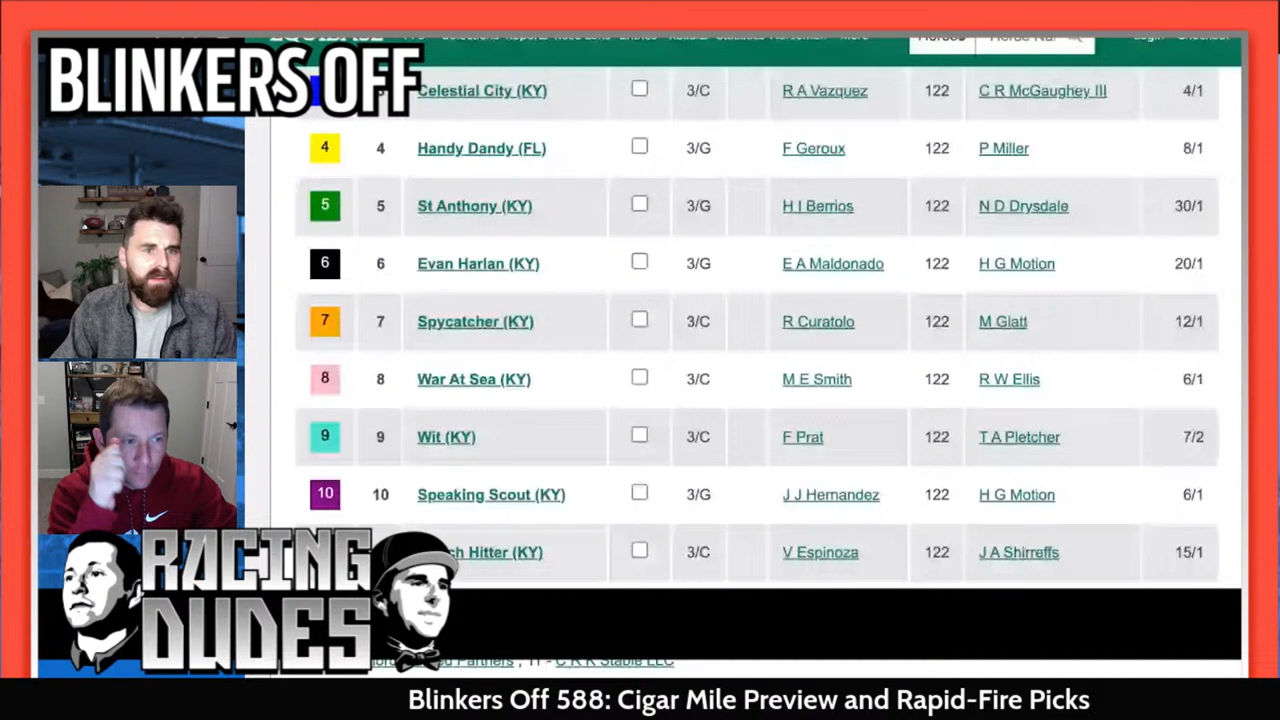 BLINKERS OFF
Celestial City (KY) 3/C R A Vazquez 122 C R McGaughey III 4/1
4 4 Handy Dandy (FL) 3/G F Geroux 122 P Miller 8/1
5 5 St Anthony (KY) 3/G H I Berrios 122 N D Drysdale 30/1
6 6 Evan Harlan (KY) 3/G E A Maldonado 122 H G Motion 20/1
7 7 Spycatcher (KY) 3/C R Curatolo 122 M Glatt 12/1
8 8 War At Sea (KY) 3/C M E Smith 122 R W Ellis 6/1
9 9 Wit (KY) 3/C F Prat 122 T A Pletcher 7/2
10 10 Speaking Scout (KY) 3/G J J Hernandez 122 H G Motion 6/1
ch Hitter (KY) 3/C V Espinoza 122 J A Shirreffs 15/1
RACING
DUDES
Partners , 11 - C R K Stable LLC
Blinkers Off 588: Cigar Mile Preview and Rapid-Fire Picks